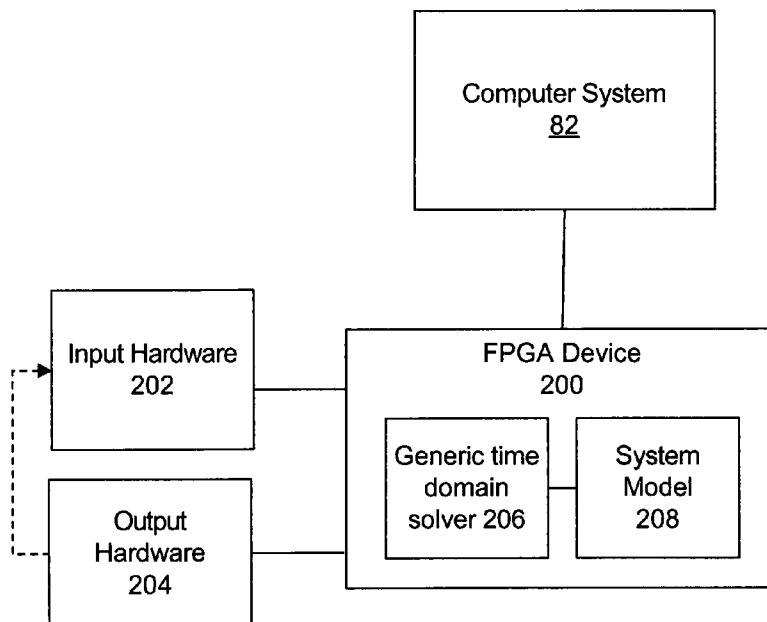 Computer System
82
Input Hardware
202
FPGA Device
200
Generic time
domain
solver 206
System
Model
208
Output
Hardware
204